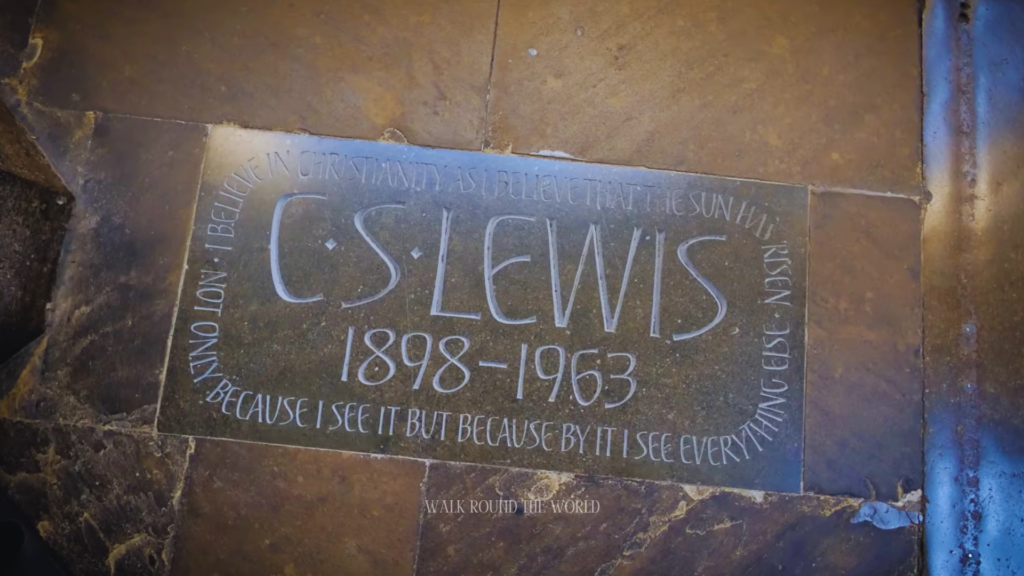 I BELIEVE IN CHRISTIANITY AS I BELIEVE THAT THE SUN HAS RISEN · NOT ONLY BECAUSE I SEE IT BUT BECAUSE BY IT I SEE EVERYTHING ELSE ·
C·S·LEWIS
1898–1963
WALK ROUND THE WORLD